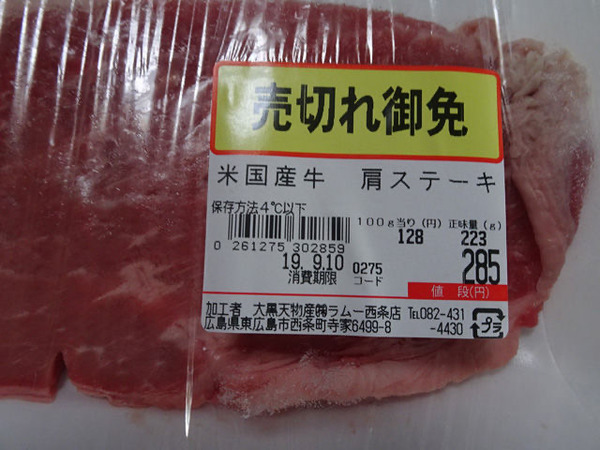 売切れ御免
米国産牛　肩ステーキ
保存方法4℃以下
100g当り(円) 正味量(g)
128 223
0 261275 302859
19. 9.10 0275 285
消費期限 コード 値 段(円)
加工者 大黒天物産㈱ラムー西条店 ℡082-431
広島県東広島市西条町寺家6499-8 -4430 プラ